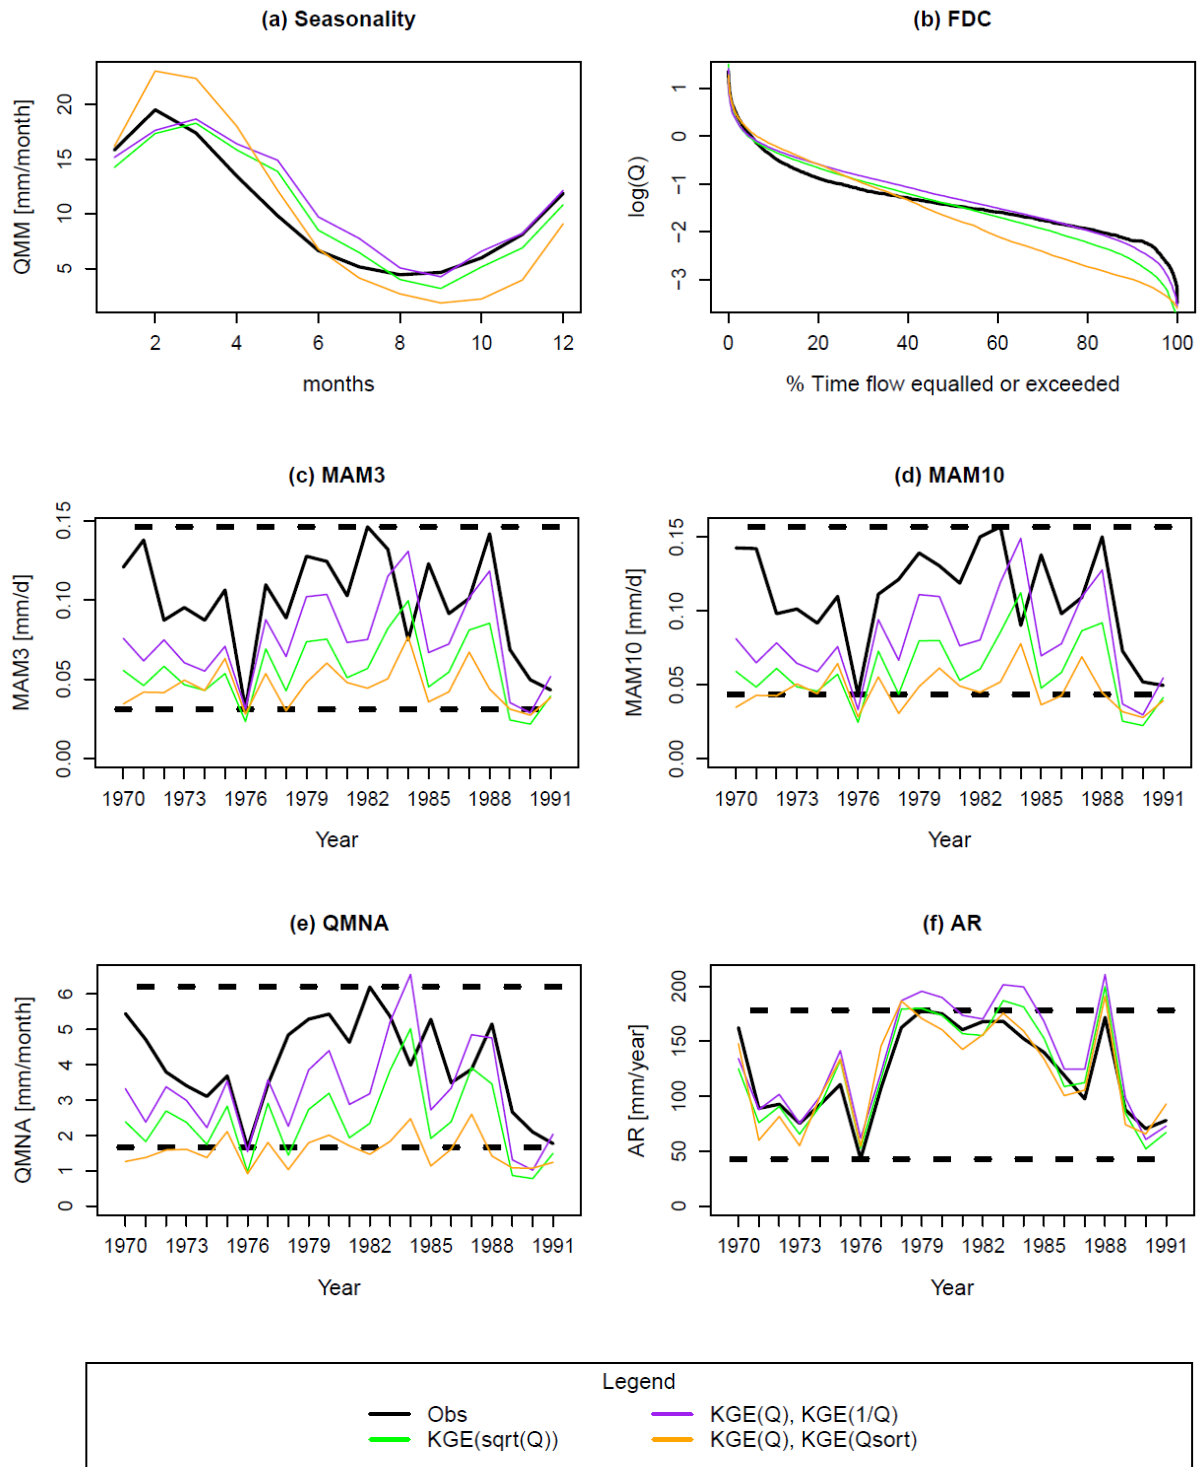 (a) Seasonality
QMM [mm/month]
20
15
10
5
2 4 6 8 10 12
months
(b) FDC
log(Q)
1
0
−1
−2
−3
0 20 40 60 80 100
% Time flow equalled or exceeded
(c) MAM3
MAM3 [mm/d]
0.15
0.10
0.05
0.00
1970 1973 1976 1979 1982 1985 1988 1991
Year
(d) MAM10
MAM10 [mm/d]
0.15
0.10
0.05
0.00
1970 1973 1976 1979 1982 1985 1988 1991
Year
(e) QMNA
QMNA [mm/month]
6
5
4
3
2
1
0
1970 1973 1976 1979 1982 1985 1988 1991
Year
(f) AR
AR [mm/year]
200
150
100
50
0
1970 1973 1976 1979 1982 1985 1988 1991
Year
Legend
Obs
KGE(sqrt(Q))
KGE(Q), KGE(1/Q)
KGE(Q), KGE(Qsort)